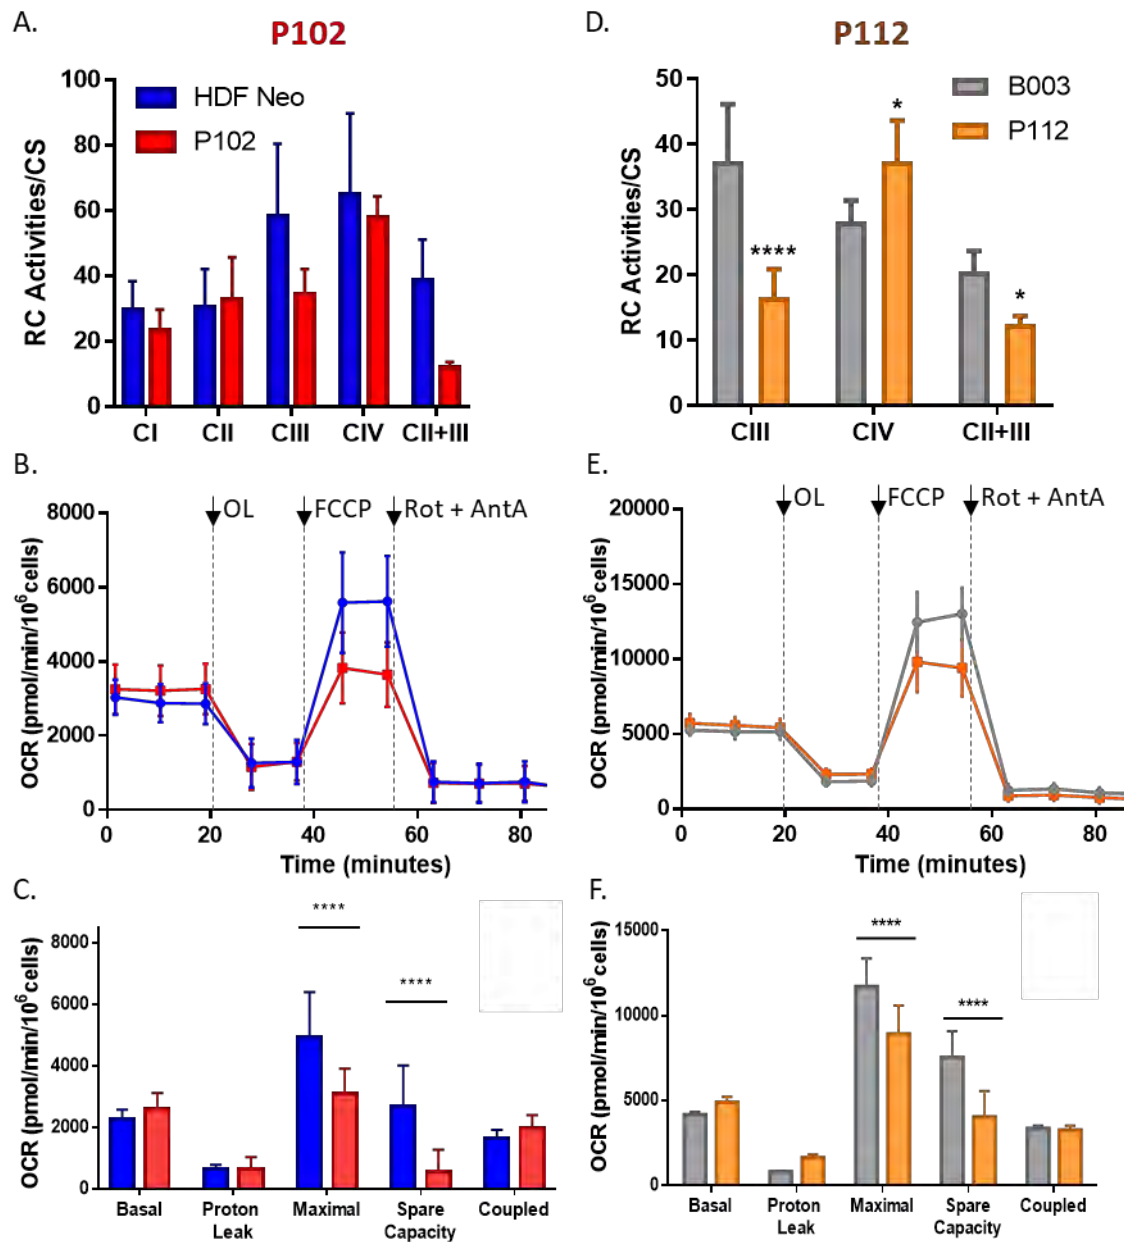 A.
P102
100
80
60
40
20
0
RC Activities/CS
HDF Neo
P102
CI CII CIII CIV CII+III
D.
P112
50
40
30
20
10
0
RC Activities/CS
B003
P112
*
****
*
CIII CIV CII+III
B.
8000
6000
4000
2000
0
OCR (pmol/min/10⁶cells)
OL FCCP Rot + AntA
0 20 40 60 80
Time (minutes)
E.
20000
15000
10000
5000
0
OCR (pmol/min/10⁶cells)
OL FCCP Rot + AntA
0 20 40 60 80
Time (minutes)
C.
8000
6000
4000
2000
0
OCR (pmol/min/10⁶cells)
****
****
Basal Proton Maximal Spare Coupled
Leak Capacity
F.
15000
10000
5000
0
OCR (pmol/min/10⁶cells)
****
****
Basal Proton Maximal Spare Coupled
Leak Capacity